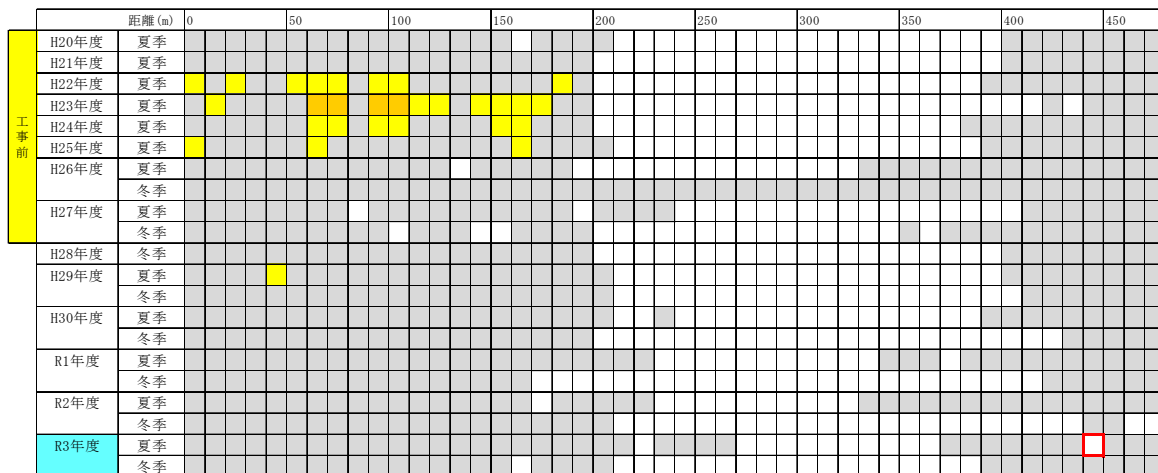 距離(m) 0 50 100 150 200 250 300 350 400 450
工事前
H20年度 夏季
H21年度 夏季
H22年度 夏季
H23年度 夏季
H24年度 夏季
H25年度 夏季
H26年度 夏季
冬季
H27年度 夏季
冬季
H28年度 冬季
H29年度 夏季
冬季
H30年度 夏季
冬季
R1年度 夏季
冬季
R2年度 夏季
冬季
R3年度 夏季
冬季